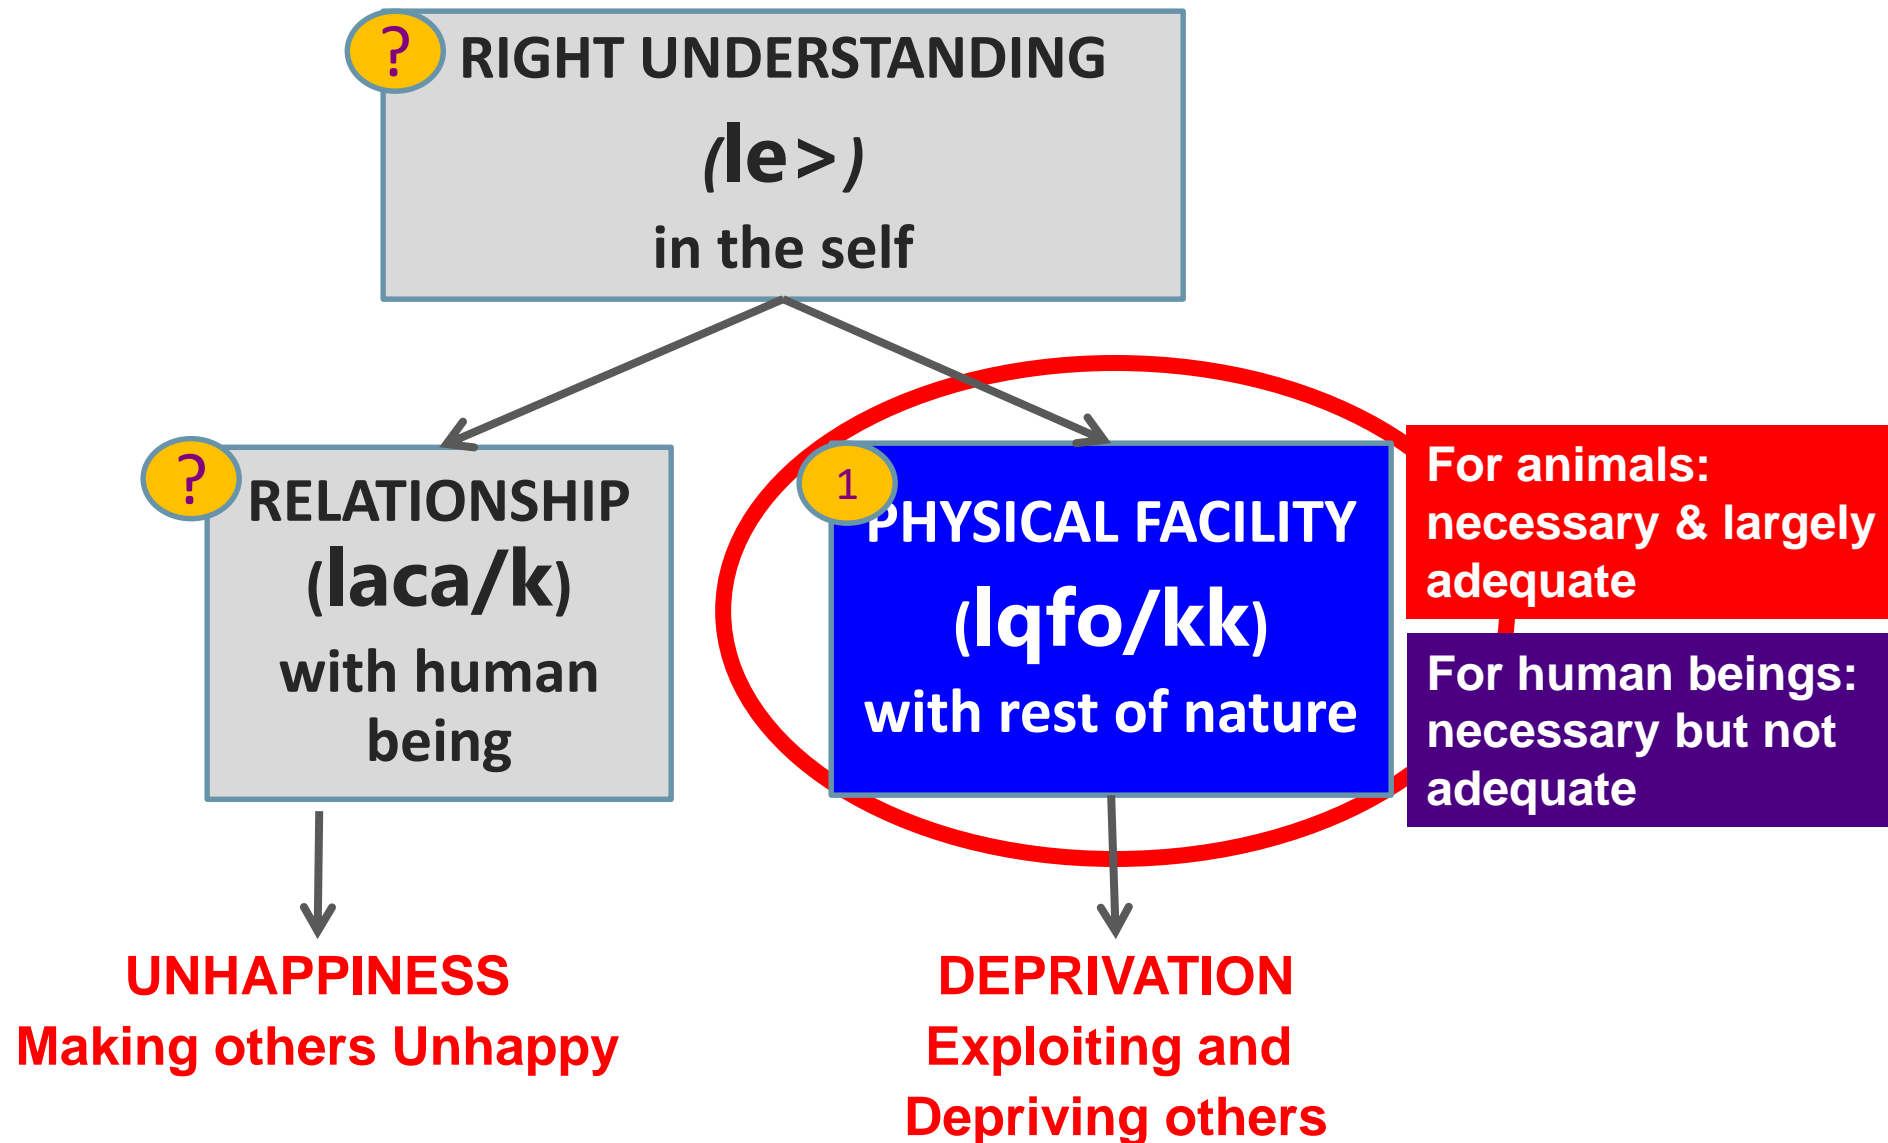 ?
RIGHT UNDERSTANDING
(le>)
in the self
?
RELATIONSHIP
(laca/k)
with human
being
1
PHYSICAL FACILITY
(lqfo/kk)
with rest of nature
For animals:
necessary & largely
adequate
For human beings:
necessary but not
adequate
UNHAPPINESS
Making others Unhappy
DEPRIVATION
Exploiting and
Depriving others